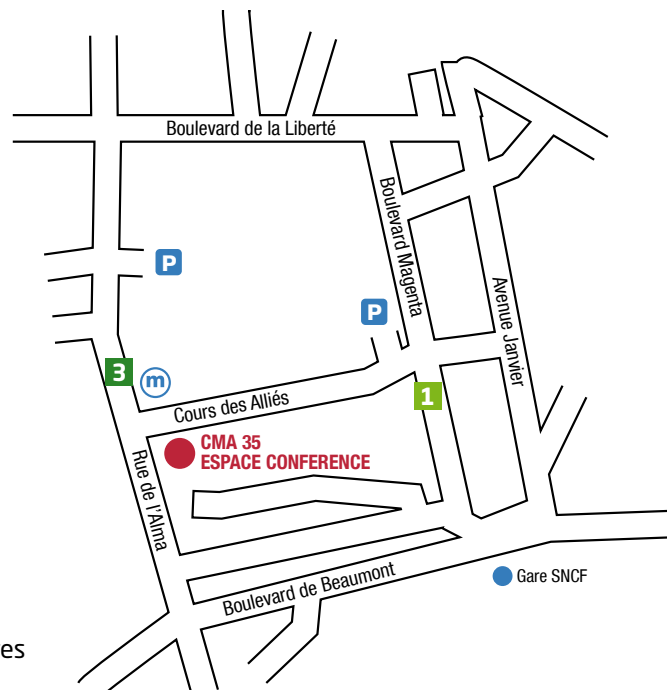 Boulevard de la Liberté
Boulevard Magenta
P
P
Avenue Janvier
3
m
1
Cours des Alliés
CMA 35
ESPACE CONFERENCE
Rue de l'Alma
Gare SNCF
Boulevard de Beaumont
es